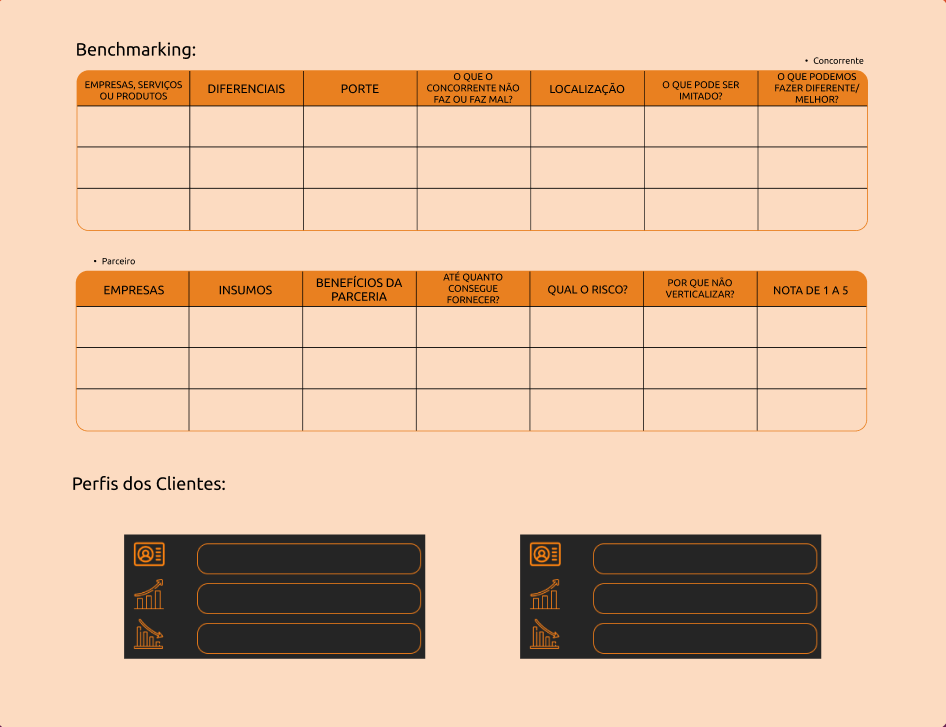 Benchmarking:
• Concorrente
EMPRESAS, SERVIÇOS
OU PRODUTOS
DIFERENCIAIS
PORTE
O QUE O
CONCORRENTE NÃO
FAZ OU FAZ MAL?
LOCALIZAÇÃO
O QUE PODE SER
IMITADO?
O QUE PODEMOS
FAZER DIFERENTE/
MELHOR?
• Parceiro
EMPRESAS
INSUMOS
BENEFÍCIOS DA
PARCERIA
ATÉ QUANTO
CONSEGUE
FORNECER?
QUAL O RISCO?
POR QUE NÃO
VERTICALIZAR?
NOTA DE 1 A 5
Perfis dos Clientes: